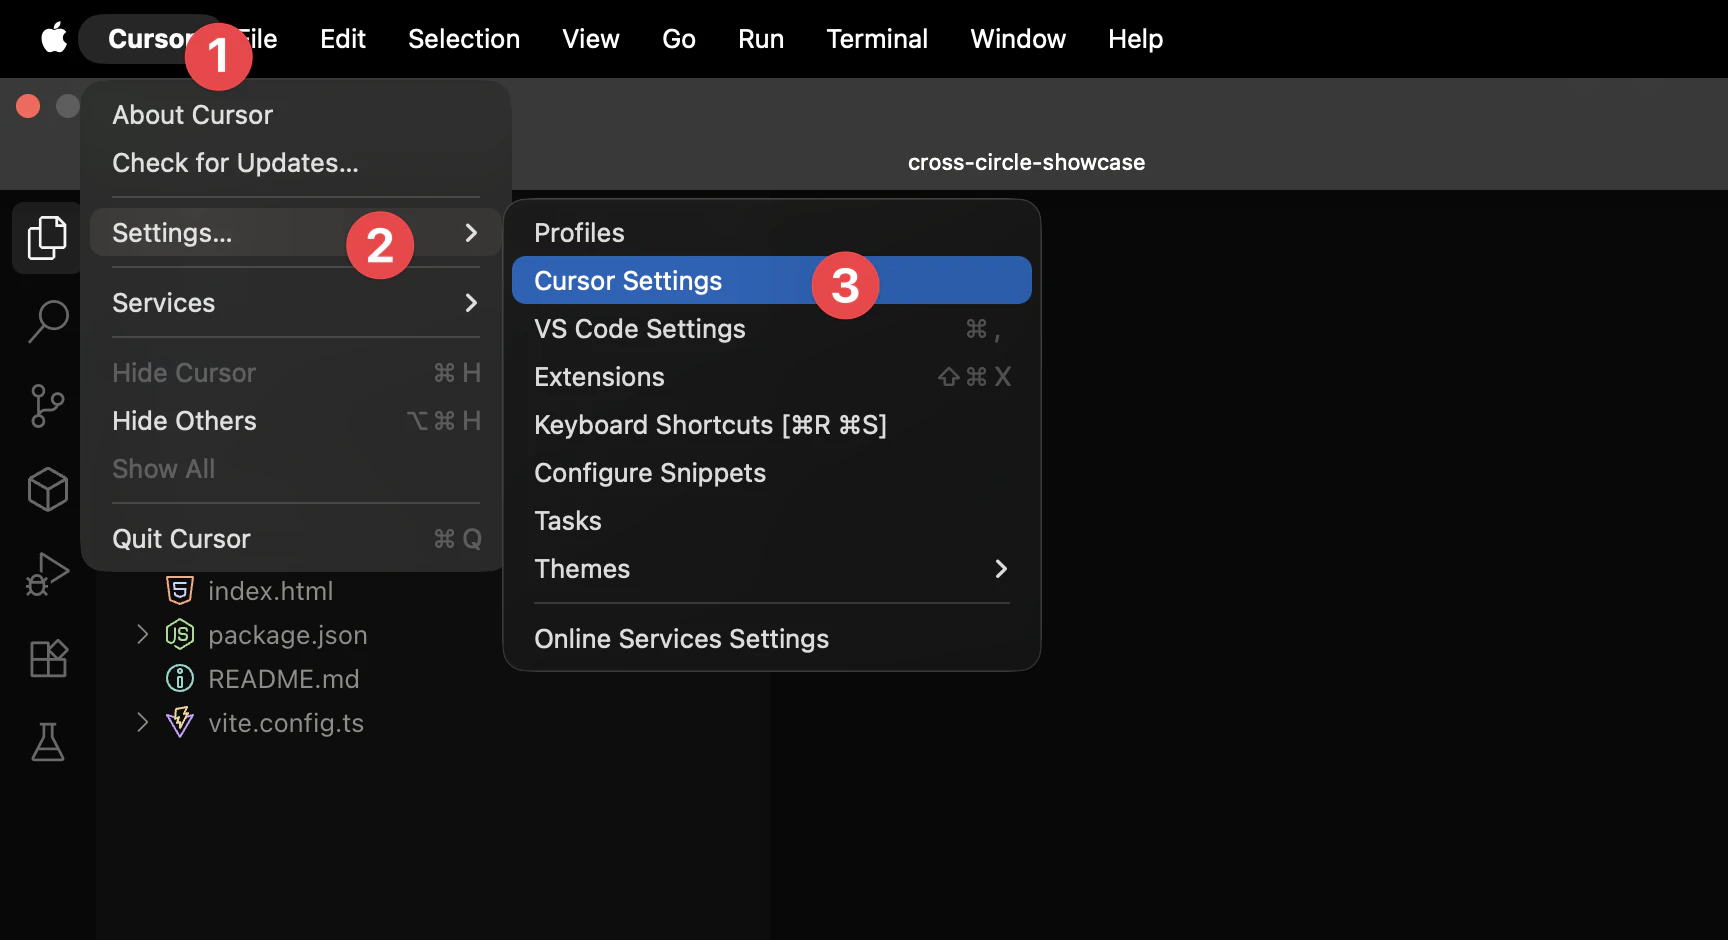 Cursor File Edit Selection View Go Run Terminal Window Help
1
About Cursor
Check for Updates...
cross-circle-showcase
Settings...
2
Services
Hide Cursor ⌘ H
Hide Others ⌥ ⌘ H
Show All
Quit Cursor ⌘ Q
Profiles
Cursor Settings
3
VS Code Settings ⌘ ,
Extensions ⇧ ⌘ X
Keyboard Shortcuts [⌘R ⌘S]
Configure Snippets
Tasks
Themes
Online Services Settings
index.html
JS package.json
README.md
vite.config.ts